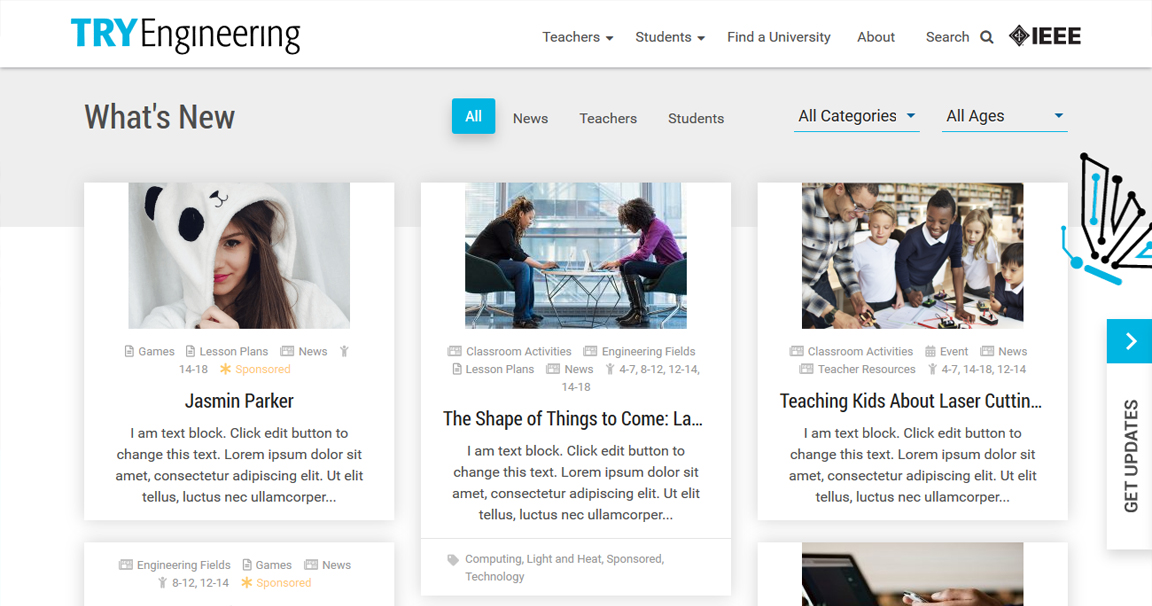 TRYEngineering
Teachers Students Find a University About Search IEEE
What's New
All News Teachers Students
All Categories All Ages
Games Lesson Plans News
14-18 Sponsored
Jasmin Parker
I am text block. Click edit button to
change this text. Lorem ipsum dolor sit
amet, consectetur adipiscing elit. Ut elit
tellus, luctus nec ullamcorper...
Classroom Activities Engineering Fields
Lesson Plans News 4-7, 8-12, 12-14,
14-18
The Shape of Things to Come: La...
I am text block. Click edit button to
change this text. Lorem ipsum dolor sit
amet, consectetur adipiscing elit. Ut elit
tellus, luctus nec ullamcorper...
Computing, Light and Heat, Sponsored,
Technology
Classroom Activities Event News
Teacher Resources 4-7, 14-18, 12-14
Teaching Kids About Laser Cuttin...
I am text block. Click edit button to
change this text. Lorem ipsum dolor sit
amet, consectetur adipiscing elit. Ut elit
tellus, luctus nec ullamcorper...
Engineering Fields Games News
8-12, 12-14 Sponsored
GET UPDATES